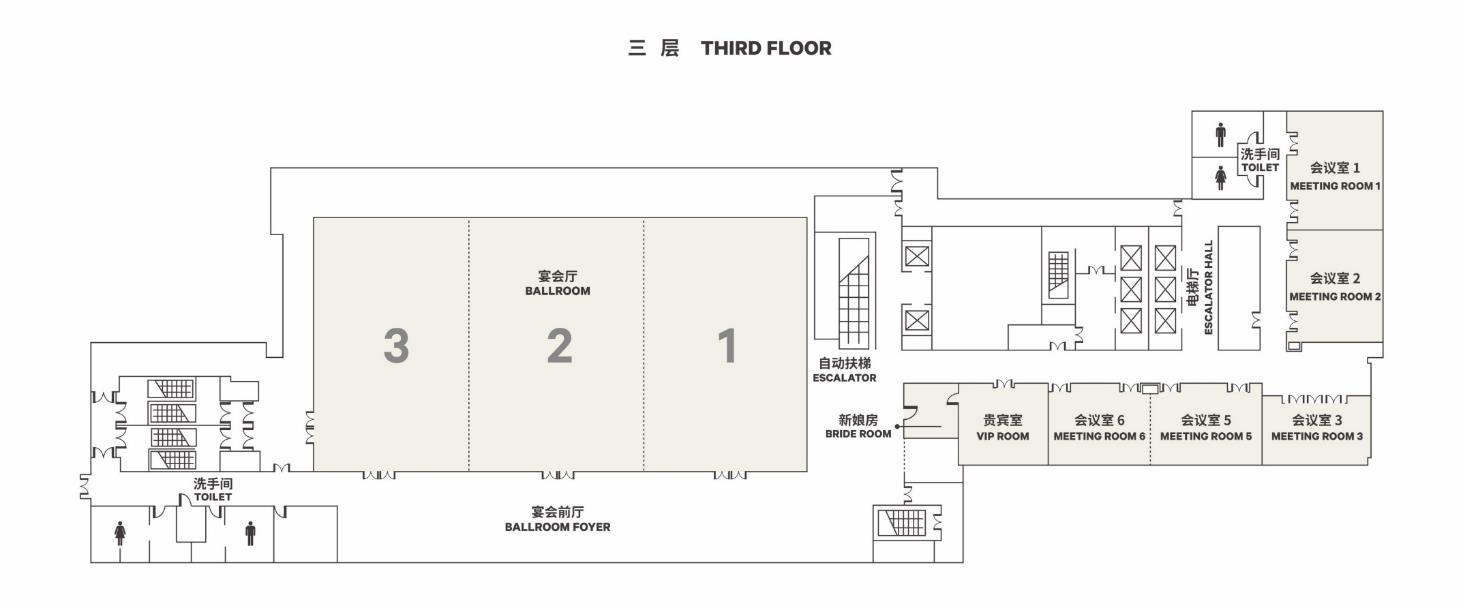 三 层 THIRD FLOOR
洗手间
TOILET
会议室 1
MEETING ROOM 1
宴会厅
BALLROOM
3
2
1
电梯厅
ESCALATOR HALL
会议室 2
MEETING ROOM 2
自动扶梯
ESCALATOR
新娘房
BRIDE ROOM
贵宾室
VIP ROOM
会议室 6
MEETING ROOM 6
会议室 5
MEETING ROOM 5
会议室 3
MEETING ROOM 3
洗手间
TOILET
宴会前厅
BALLROOM FOYER